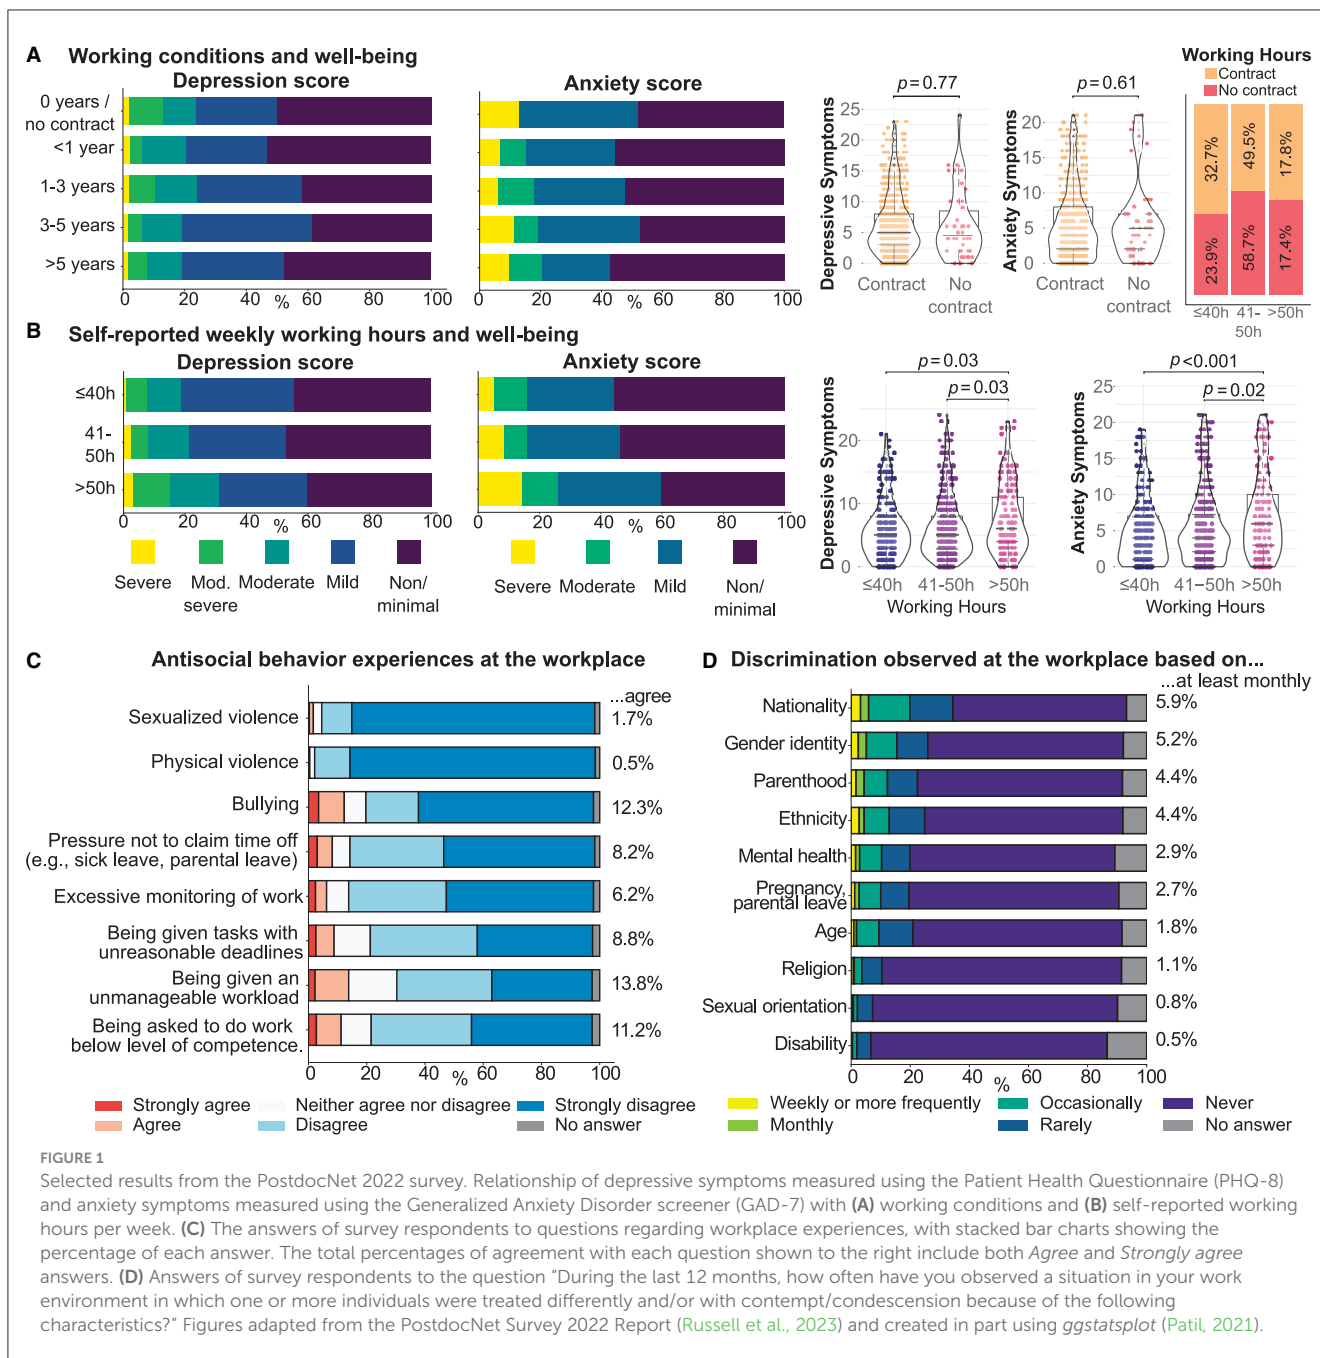 A Working conditions and well-being
Depression score
0 years /
no contract
<1 year
1-3 years
3-5 years
>5 years
0 20 40 % 60 80 100
Anxiety score
0 20 40 % 60 80 100
p = 0.77
Depressive Symptoms
25
20
15
10
5
0
Contract No
contract
p = 0.61
Anxiety Symptoms
20
15
10
5
0
Contract No
contract
Working Hours
Contract
No contract
32.7% 49.5% 17.8%
23.9% 58.7% 17.4%
≤40h 41- >50h
50h
B Self-reported weekly working hours and well-being
Depression score
≤40h
41-
50h
>50h
0 20 40 % 60 80 100
Severe Mod. Moderate Mild Non/
severe minimal
Anxiety score
0 20 40 % 60 80 100
Severe Moderate Mild Non/
minimal
p = 0.03
p = 0.03
Depressive Symptoms
20
10
0
≤40h 41-50h >50h
Working Hours
p <0.001
p = 0.02
Anxiety Symptoms
25
20
15
10
5
0
≤40h 41–50h >50h
Working Hours
C Antisocial behavior experiences at the workplace
...agree
Sexualized violence 1.7%
Physical violence 0.5%
Bullying 12.3%
Pressure not to claim time off
(e.g., sick leave, parental leave) 8.2%
Excessive monitoring of work 6.2%
Being given tasks with
unreasonable deadlines 8.8%
Being given an
unmanageable workload 13.8%
Being asked to do work
below level of competence. 11.2%
0 20 40 % 60 80 100
Strongly agree Neither agree nor disagree Strongly disagree
Agree Disagree No answer
D Discrimination observed at the workplace based on...
...at least monthly
Nationality 5.9%
Gender identity 5.2%
Parenthood 4.4%
Ethnicity 4.4%
Mental health 2.9%
Pregnancy,
parental leave 2.7%
Age 1.8%
Religion 1.1%
Sexual orientation 0.8%
Disability 0.5%
0 20 40 % 60 80 100
Weekly or more frequently Occasionally Never
Monthly Rarely No answer
FIGURE 1
Selected results from the PostdocNet 2022 survey. Relationship of depressive symptoms measured using the Patient Health Questionnaire (PHQ-8)
and anxiety symptoms measured using the Generalized Anxiety Disorder screener (GAD-7) with (A) working conditions and (B) self-reported working
hours per week. (C) The answers of survey respondents to questions regarding workplace experiences, with stacked bar charts showing the
percentage of each answer. The total percentages of agreement with each question shown to the right include both Agree and Strongly agree
answers. (D) Answers of survey respondents to the question “During the last 12 months, how often have you observed a situation in your work
environment in which one or more individuals were treated differently and/or with contempt/condescension because of the following
characteristics?” Figures adapted from the PostdocNet Survey 2022 Report (Russell et al., 2023) and created in part using ggstatsplot (Patil, 2021).